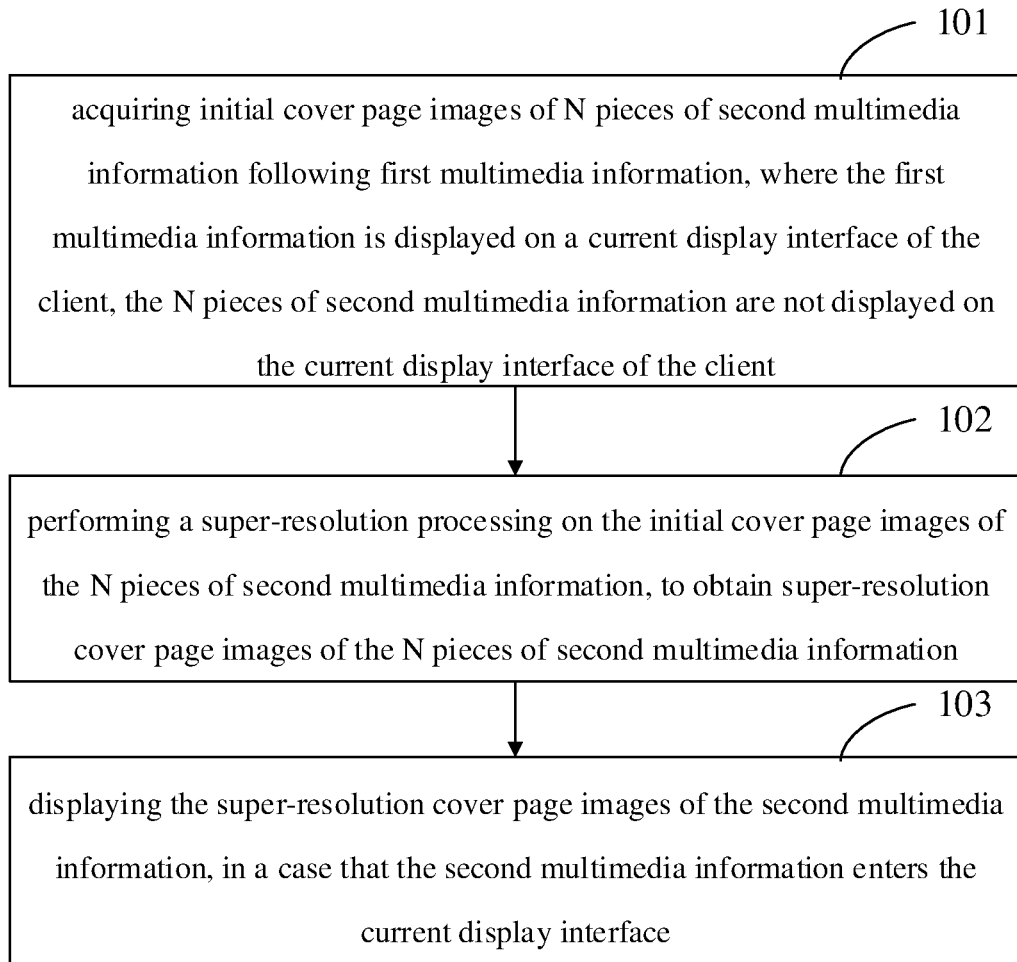 101
acquiring initial cover page images of N pieces of second multimedia
information following first multimedia information, where the first
multimedia information is displayed on a current display interface of the
client, the N pieces of second multimedia information are not displayed on
the current display interface of the client
102
performing a super-resolution processing on the initial cover page images of
the N pieces of second multimedia information, to obtain super-resolution
cover page images of the N pieces of second multimedia information
103
displaying the super-resolution cover page images of the second multimedia
information, in a case that the second multimedia information enters the
current display interface